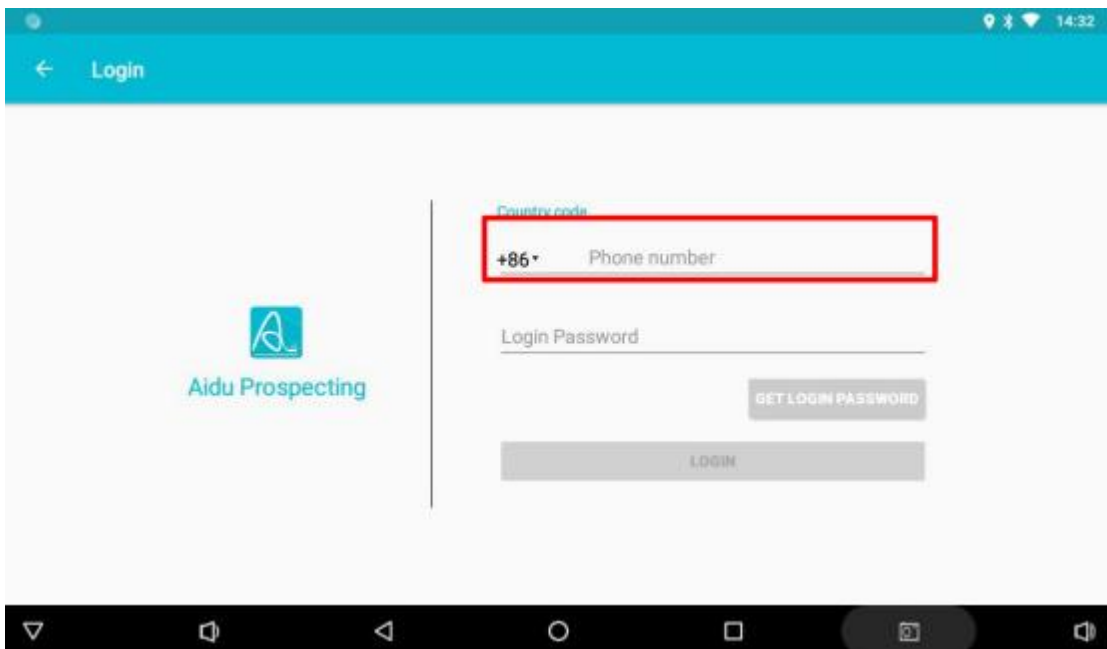 14:32
Login
Country code
+86 Phone number
Login Password
Aidu Prospecting
GET LOGIN PASSWORD
LOGIN